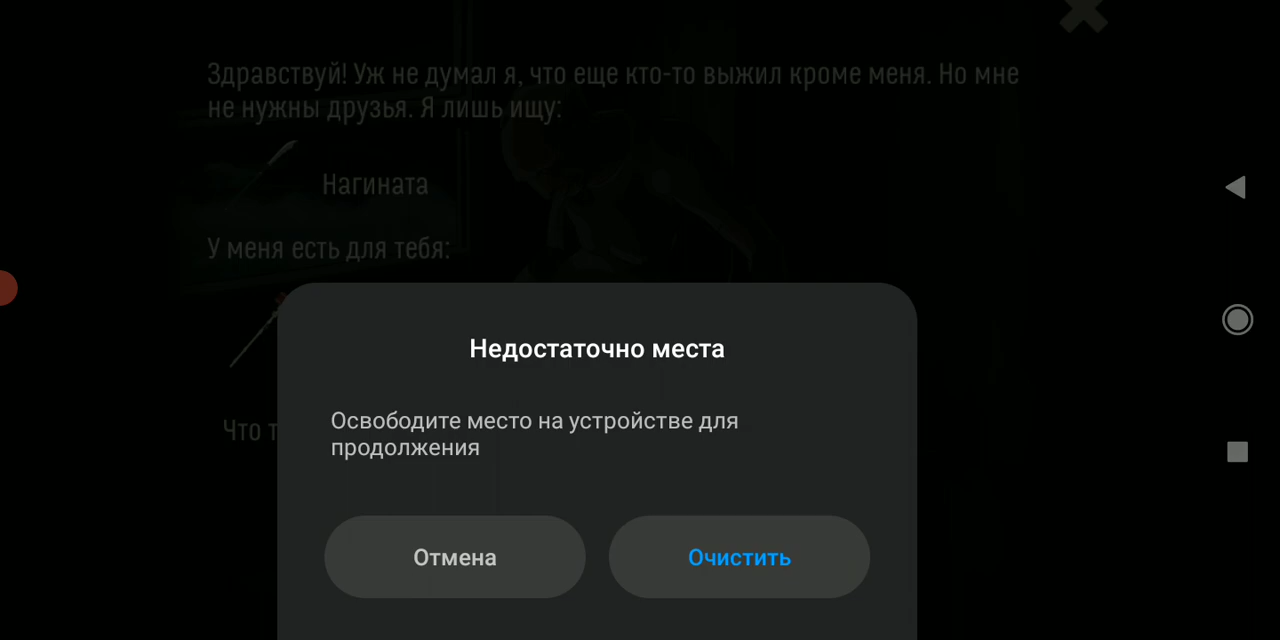 Здравствуй! Уж не думал я, что еще кто-то выжил кроме меня. Но мне
не нужны друзья. Я лишь ищу:
Нагината
У меня есть для тебя:
Что т
Недостаточно места
Освободите место на устройстве для
продолжения
Отмена
Очистить